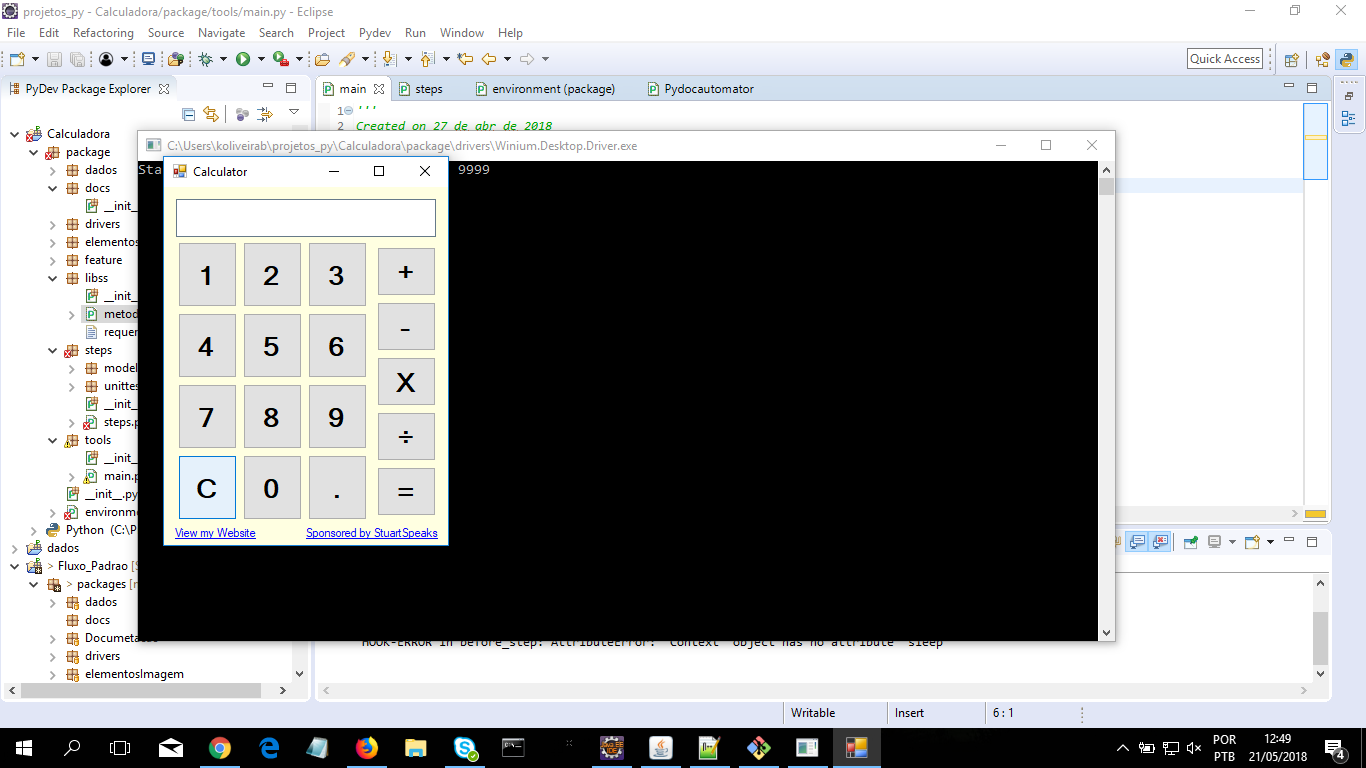 projetos_py - Calculadora/package/tools/main.py - Eclipse
File Edit Refactoring Source Navigate Search Project Pydev Run Window Help
Quick Access
PyDev Package Explorer
main steps environment (package) Pydocautomator
1 '''
2 Created on 27 de abr de 2018
Calculadora
package
dados
docs
__init_
drivers
elementos
feature
libss
__init_
metod
requer
steps
model
unittes
__init_
steps.p
tools
__init_
main.p
__init__.py
environme
Python (C:\P
dados
> Fluxo_Padrao [
> packages [
dados
docs
Documetacao
drivers
elementosImagem
C:\Users\koliveirab\projetos_py\Calculadora\package\drivers\Winium.Desktop.Driver.exe
Sta
9999
Calculator
1 2 3 +
4 5 6 -
7 8 9 X
÷
C 0 . =
View my Website Sponsored by StuartSpeaks
HOOK-ERROR in before_step: AttributeError: 'Context' object has no attribute 'sleep'
Writable Insert 6 : 1
POR
PTB
12:49
21/05/2018
4